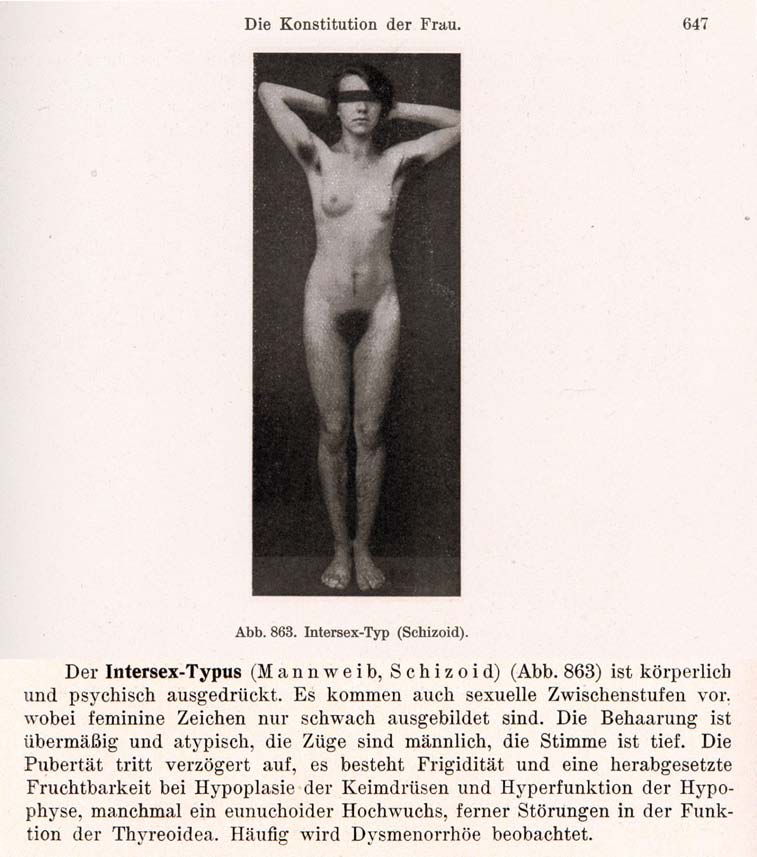 Die Konstitution der Frau. 647
Abb. 863. Intersex-Typ (Schizoid).
Der Intersex-Typus (Mannweib, Schizoid) (Abb. 863) ist körperlich
und psychisch ausgedrückt. Es kommen auch sexuelle Zwischenstufen vor,
wobei feminine Zeichen nur schwach ausgebildet sind. Die Behaarung ist
übermäßig und atypisch, die Züge sind männlich, die Stimme ist tief. Die
Pubertät tritt verzögert auf, es besteht Frigidität und eine herabgesetzte
Fruchtbarkeit bei Hypoplasie der Keimdrüsen und Hyperfunktion der Hypo-
physe, manchmal ein eunuchoider Hochwuchs, ferner Störungen in der Funk-
tion der Thyreoidea. Häufig wird Dysmenorrhöe beobachtet.